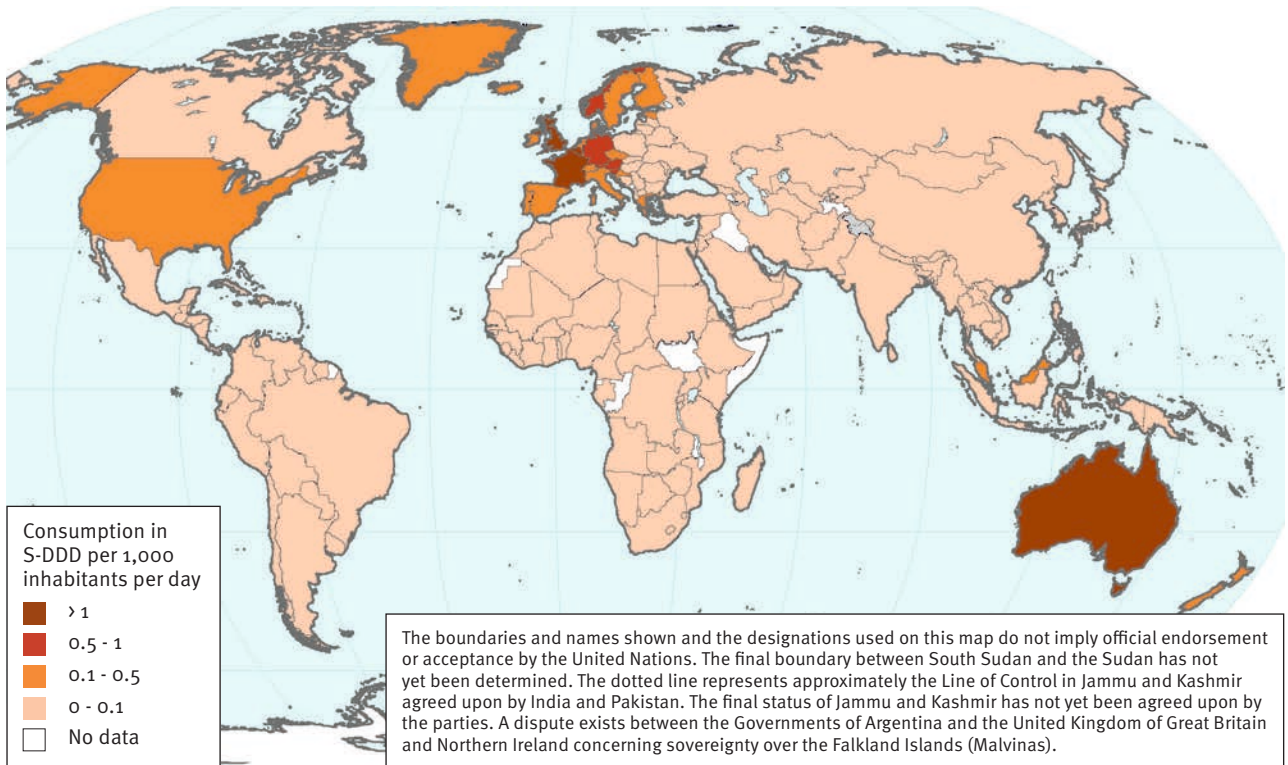 Consumption in
S-DDD per 1,000
inhabitants per day
> 1
0.5 - 1
0.1 - 0.5
0 - 0.1
No data
The boundaries and names shown and the designations used on this map do not imply official endorsement
or acceptance by the United Nations. The final boundary between South Sudan and the Sudan has not
yet been determined. The dotted line represents approximately the Line of Control in Jammu and Kashmir
agreed upon by India and Pakistan. The final status of Jammu and Kashmir has not yet been agreed upon by
the parties. A dispute exists between the Governments of Argentina and the United Kingdom of Great Britain
and Northern Ireland concerning sovereignty over the Falkland Islands (Malvinas).